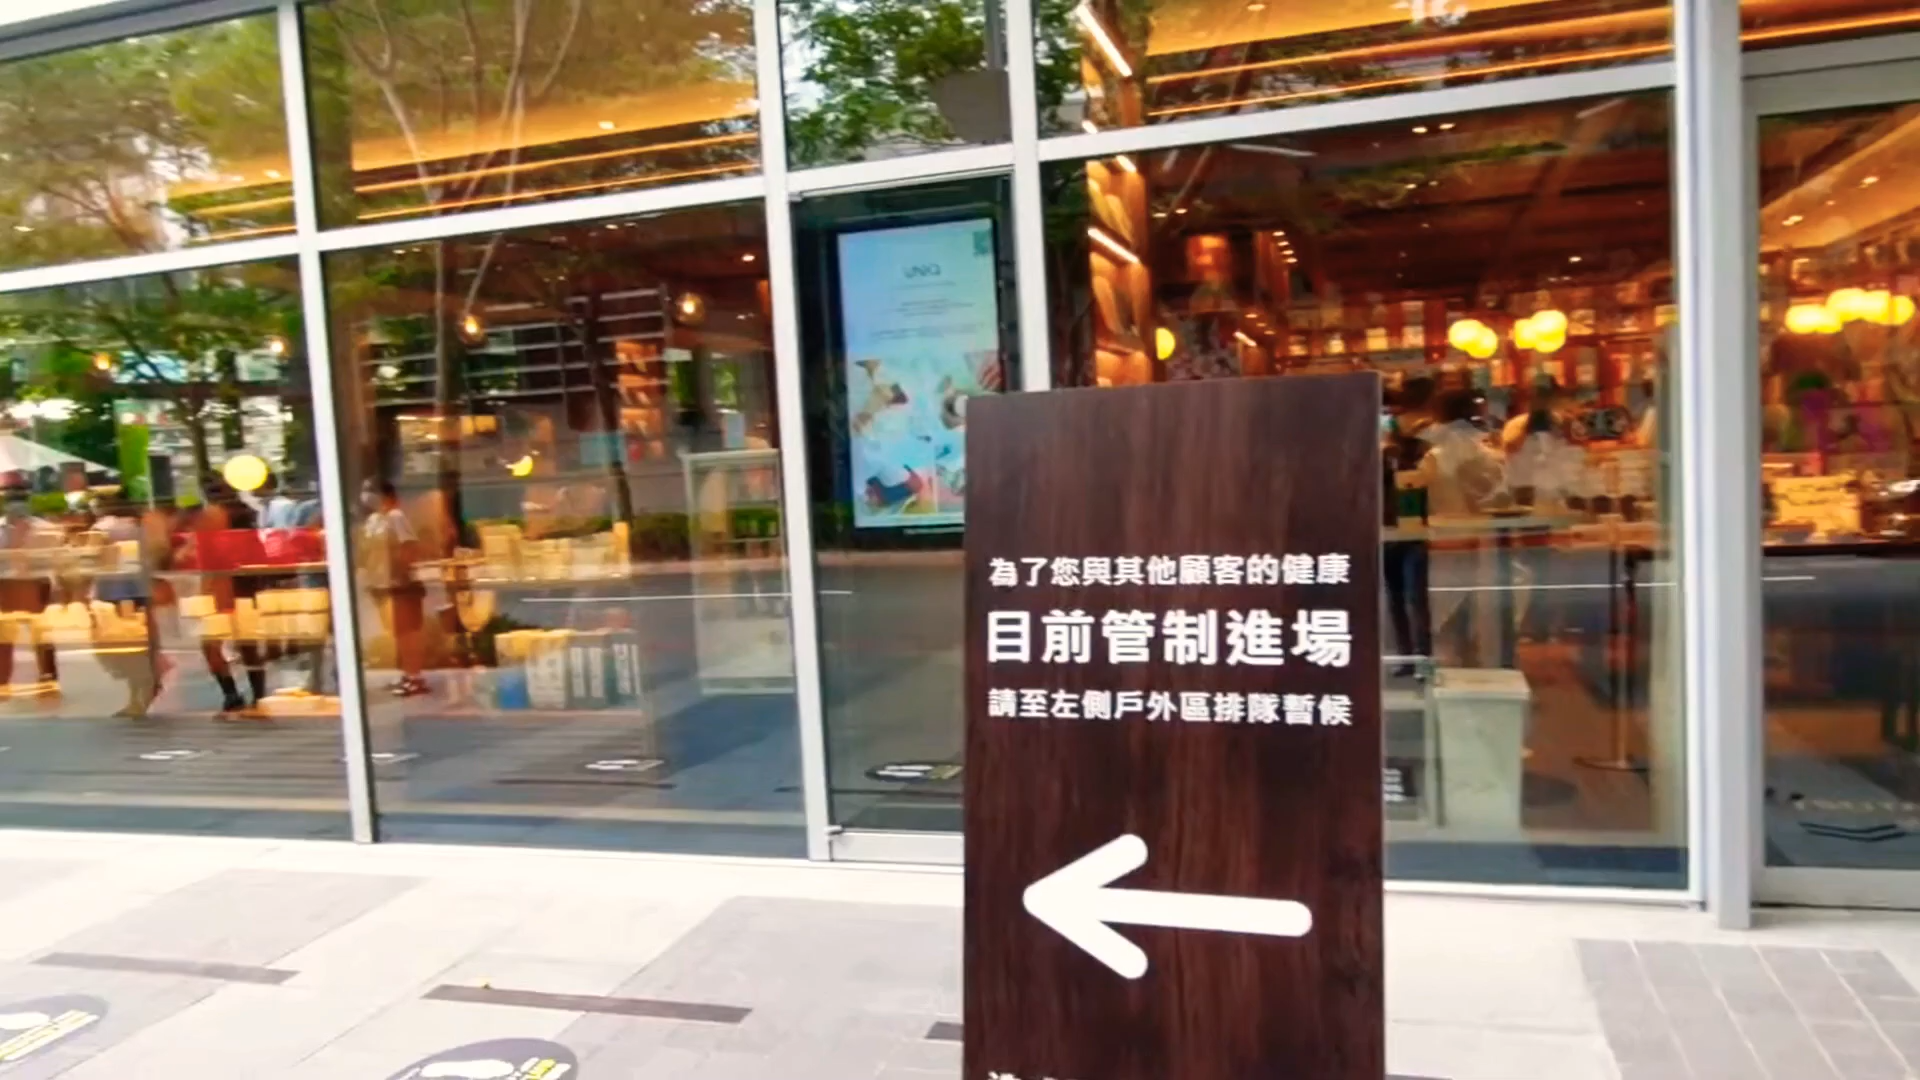 UNIQ
為了您與其他顧客的健康
目前管制進場
請至左側戶外區排隊暫候